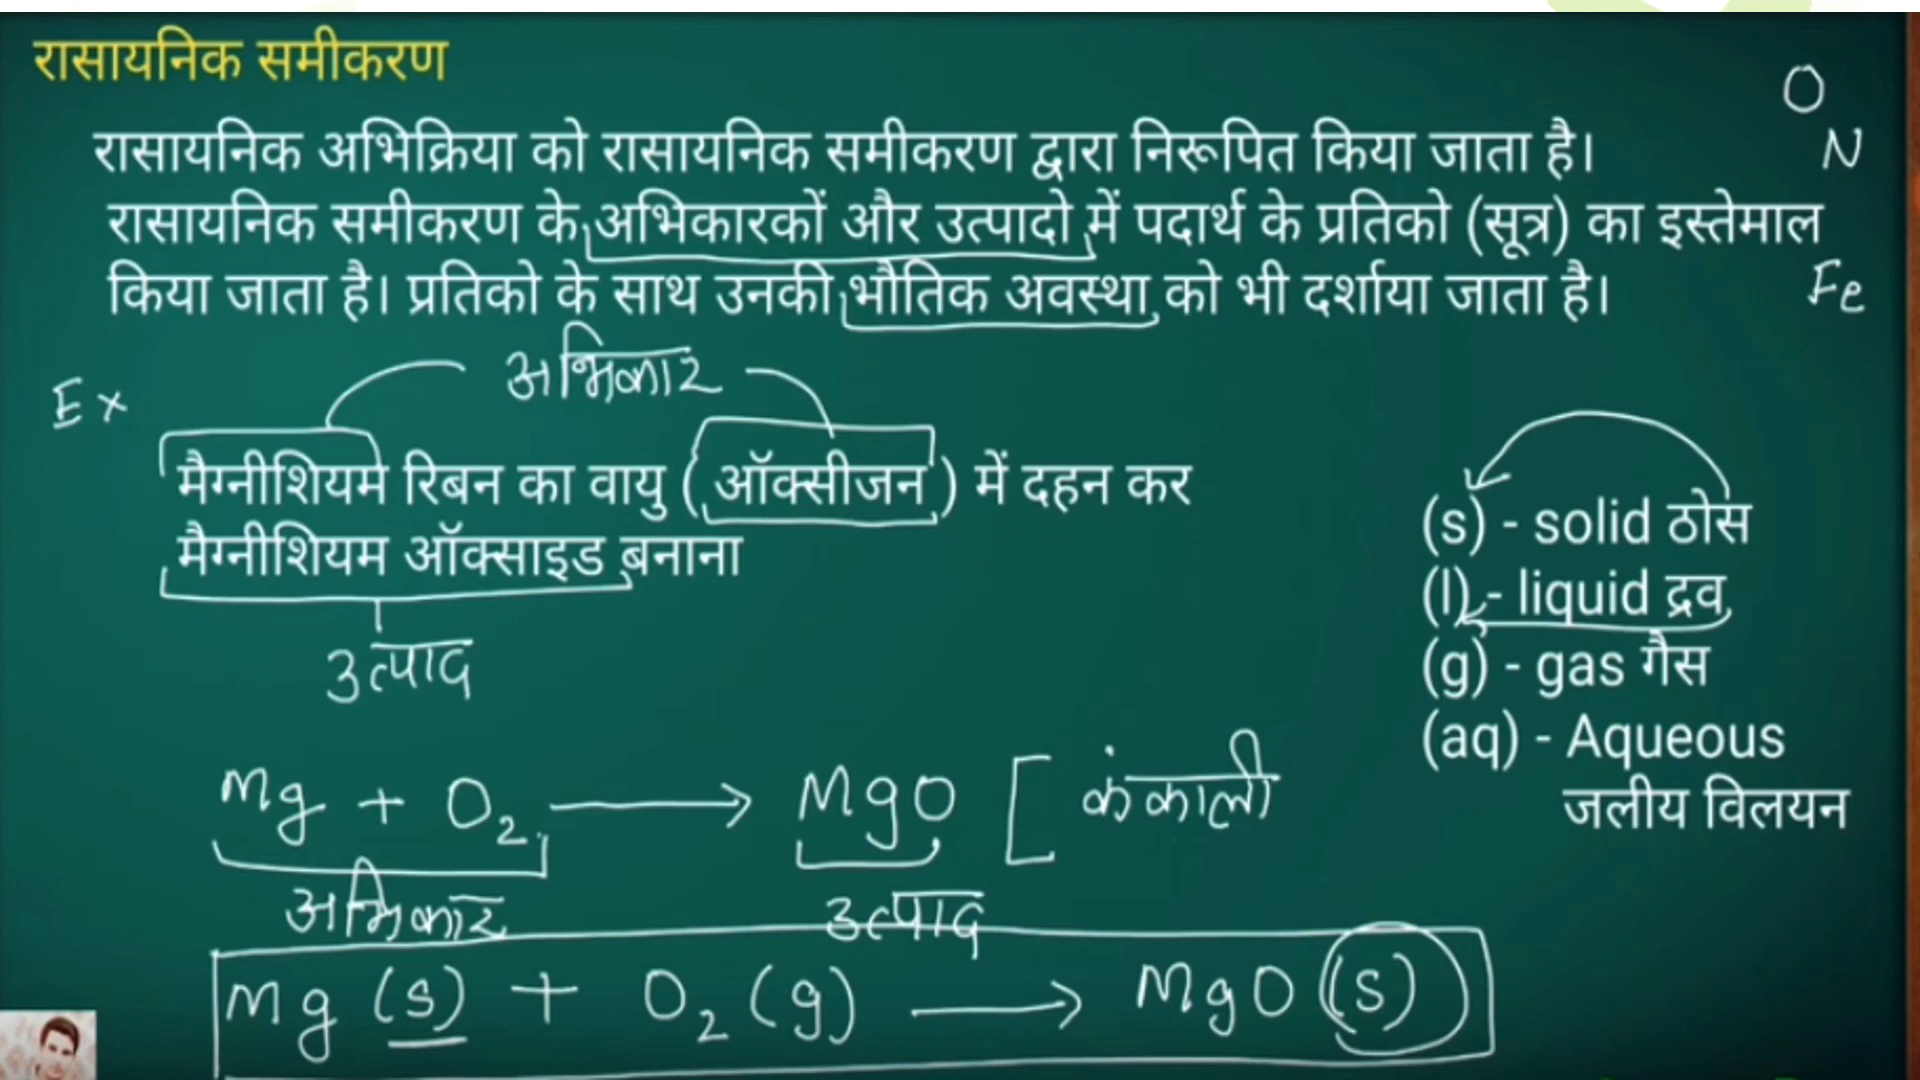 रासायनिक समीकरण
O
रासायनिक अभिक्रिया को रासायनिक समीकरण द्वारा निरूपित किया जाता है।
N
रासायनिक समीकरण के अभिकारकों और उत्पादो में पदार्थ के प्रतिको (सूत्र) का इस्तेमाल
किया जाता है। प्रतिको के साथ उनकी भौतिक अवस्था को भी दर्शाया जाता है।
Fe
अभिकार
Ex
मैग्नीशियम रिबन का वायु ( ऑक्सीजन ) में दहन कर
मैग्नीशियम ऑक्साइड बनाना
उत्पाद
(s) - solid ठोस
(l) - liquid द्रव
(g) - gas गैस
(aq) - Aqueous
जलीय विलयन
Mg + O₂ ⟶ MgO [ कंकाली
अभिकार उत्पाद
Mg (s) + O₂ (g) ⟶ MgO (s)